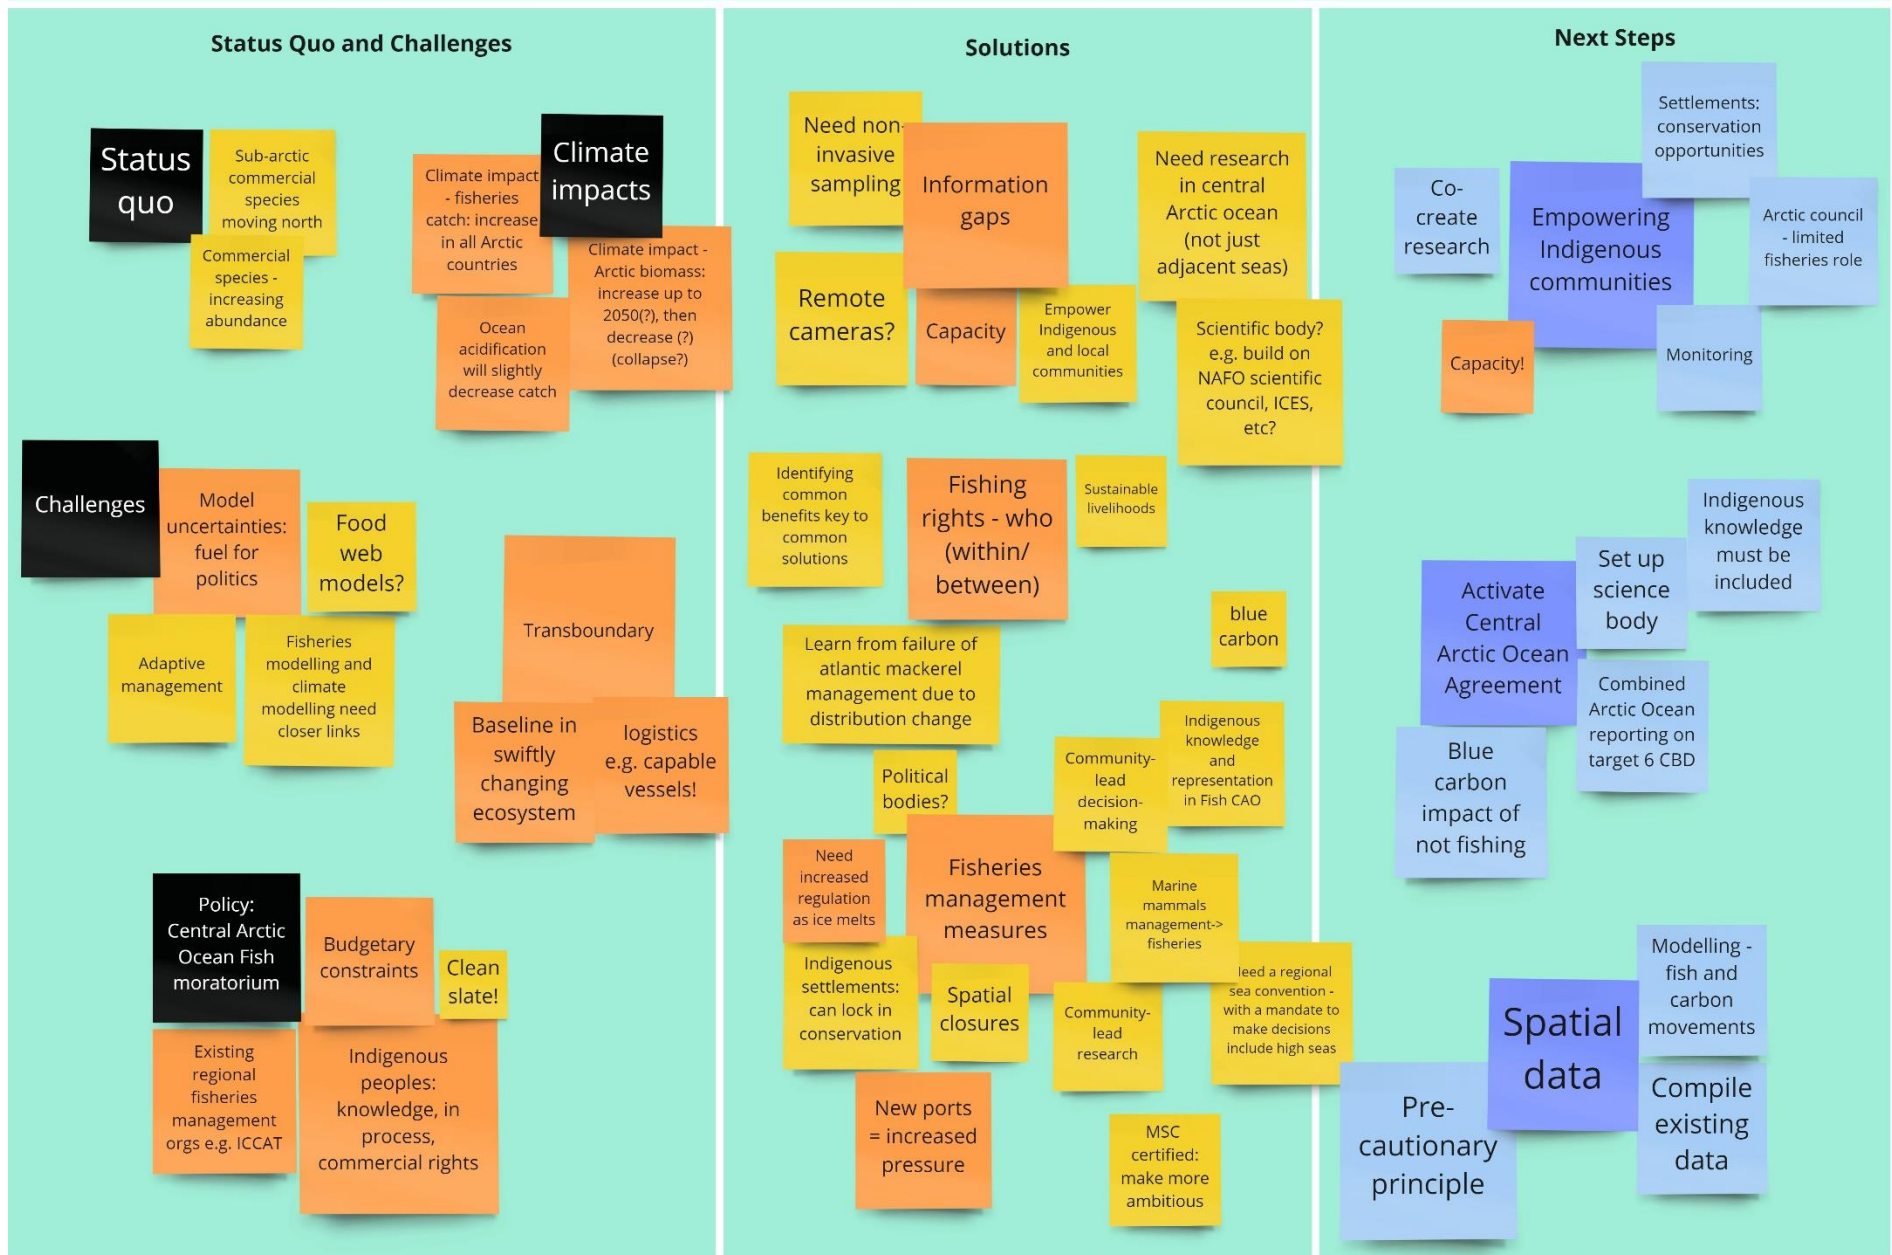 Status Quo and Challenges
Status
quo
Sub-arctic
commercial
species
moving north
Commercial
species -
increasing
abundance
Climate impact
- fisheries
catch: increase
in all Arctic
countries
Climate
impacts
Climate impact -
Arctic biomass:
increase up to
2050(?), then
decrease (?)
(collapse?)
Ocean
acidification
will slightly
decrease catch
Challenges
Model
uncertainties:
fuel for
politics
Food
web
models?
Adaptive
management
Fisheries
modelling and
climate
modelling need
closer links
Transboundary
Baseline in
swiftly
changing
ecosystem
logistics
e.g. capable
vessels!
Policy:
Central Arctic
Ocean Fish
moratorium
Budgetary
constraints
Clean
slate!
Existing
regional
fisheries
management
orgs e.g. ICCAT
Indigenous
peoples:
knowledge, in
process,
commercial rights
Solutions
Need non-
invasive
sampling
Information
gaps
Need research
in central
Arctic ocean
(not just
adjacent seas)
Remote
cameras?
Capacity
Empower
Indigenous
and local
communities
Scientific body?
e.g. build on
NAFO scientific
council, ICES,
etc?
Identifying
common
benefits key to
common
solutions
Fishing
rights - who
(within/
between)
Sustainable
livelihoods
blue
carbon
Learn from failure of
atlantic mackerel
management due to
distribution change
Political
bodies?
Community-
lead
decision-
making
Indigenous
knowledge
and
representation
in Fish CAO
Need
increased
regulation
as ice melts
Fisheries
management
measures
Marine
mammals
management->
fisheries
Indigenous
settlements:
can lock in
conservation
Spatial
closures
Community-
lead
research
Need a regional
sea convention -
with a mandate to
make decisions
include high seas
New ports
= increased
pressure
MSC
certified:
make more
ambitious
Next Steps
Settlements:
conservation
opportunities
Co-
create
research
Empowering
Indigenous
communities
Arctic council
- limited
fisheries role
Capacity!
Monitoring
Indigenous
knowledge
must be
included
Activate
Central
Arctic Ocean
Agreement
Set up
science
body
Combined
Arctic Ocean
reporting on
target 6 CBD
Blue
carbon
impact of
not fishing
Modelling -
fish and
carbon
movements
Spatial
data
Pre-
cautionary
principle
Compile
existing
data